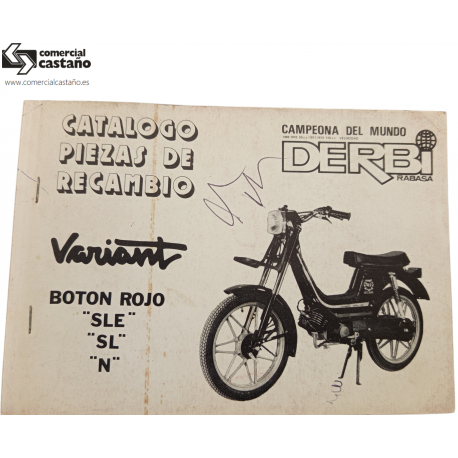 comercial
castaño
www.comercialcastaño.es
CATALOGO
PIEZAS DE
RECAMBIO
CAMPEONA DEL MUNDO
DERBI
RABASA
Variant
BOTON ROJO
"SLE"
"SL"
"N"